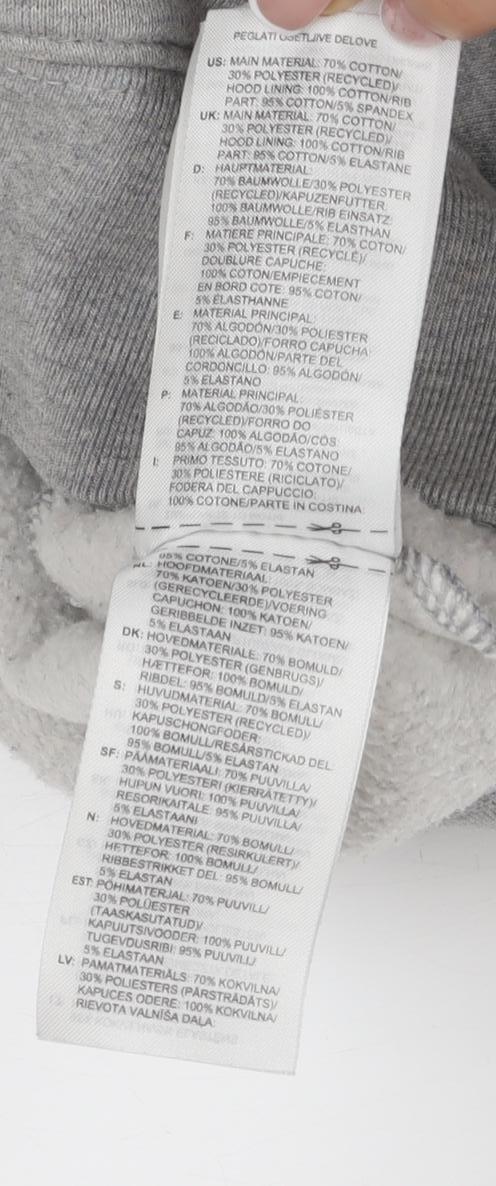 PEGLATI OSETLJIVE DELOVE
US: MAIN MATERIAL: 70% COTTON/
30% POLYESTER (RECYCLED)/
HOOD LINING: 100% COTTON/RIB
PART: 95% COTTON/5% SPANDEX
UK: MAIN MATERIAL: 70% COTTON/
30% POLYESTER (RECYCLED)/
HOOD LINING: 100% COTTON/RIB
PART: 95% COTTON/5% ELASTANE
D: HAUPTMATERIAL:
70% BAUMWOLLE/30% POLYESTER
(RECYCLED)/KAPUZENFUTTER:
100% BAUMWOLLE/RIB EINSATZ:
95% BAUMWOLLE/5% ELASTHAN
F: MATIERE PRINCIPALE: 70% COTON/
30% POLYESTER (RECYCLÉ)/
DOUBLURE CAPUCHE:
100% COTON/EMPIECEMENT
EN BORD COTE: 95% COTON/
5% ÉLASTHANNE
E: MATERIAL PRINCIPAL:
70% ALGODÓN/30% POLIESTER
(RECICLADO)/FORRO CAPUCHA:
100% ALGODÓN/PARTE DEL
CORDONCILLO: 95% ALGODÓN/
5% ELASTANO
P: MATERIAL PRINCIPAL:
70% ALGODÃO/30% POLIÉSTER
(RECYCLED)/FORRO DO
CAPUZ: 100% ALGODÃO/CÓS:
95% ALGODÃO/5% ELASTANO
I: PRIMO TESSUTO: 70% COTONE/
30% POLIESTERE (RICICLATO)/
FODERA DEL CAPPUCCIO:
100% COTONE/PARTE IN COSTINA:
95% COTONE/5% ELASTAN
NL: HOOFDMATERIAAL:
70% KATOEN/30% POLYESTER
(GERECYCLEERDE)/VOERING
CAPUCHON: 100% KATOEN/
GERIBBELDE INZET: 95% KATOEN/
5% ELASTAAN
DK: HOVEDMATERIALE: 70% BOMULD/
30% POLYESTER (GENBRUGS)/
HÆTTEFOR: 100% BOMULD/
RIBDEL: 95% BOMULD/5% ELASTAN
S: HUVUDMATERIAL: 70% BOMULL/
30% POLYESTER (RECYCLED)/
KAPUSCHONGFODER:
100% BOMULL/RESÅRSTICKAD DEL:
95% BOMULL/5% ELASTAN
SF: PÄÄMATERIAALI: 70% PUUVILLA/
30% POLYESTERI (KIERRÄTETTY)/
HUPUN VUORI: 100% PUUVILLA/
RESORIKAITALE: 95% PUUVILLA/
5% ELASTAANI
N: HOVEDMATERIAL: 70% BOMULL/
30% POLYESTER (RESIRKULERT)/
HETTEFOR: 100% BOMULL/
RIBBESTRIKKET DEL: 95% BOMULL/
5% ELASTAN
EST: PÕHIMATERJAL: 70% PUUVILL/
30% POLÜESTER
(TAASKASUTATUD)/
KAPUUTSIVOODER: 100% PUUVILL/
TUGEVDUSRIBI: 95% PUUVILL/
5% ELASTAAN
LV: PAMATMATERIĀLS: 70% KOKVILNA/
30% POLIESTERS (PĀRSTRĀDĀTS)/
KAPUCES ODERE: 100% KOKVILNA/
RIEVOTA VALNĪŠA DAĻA: